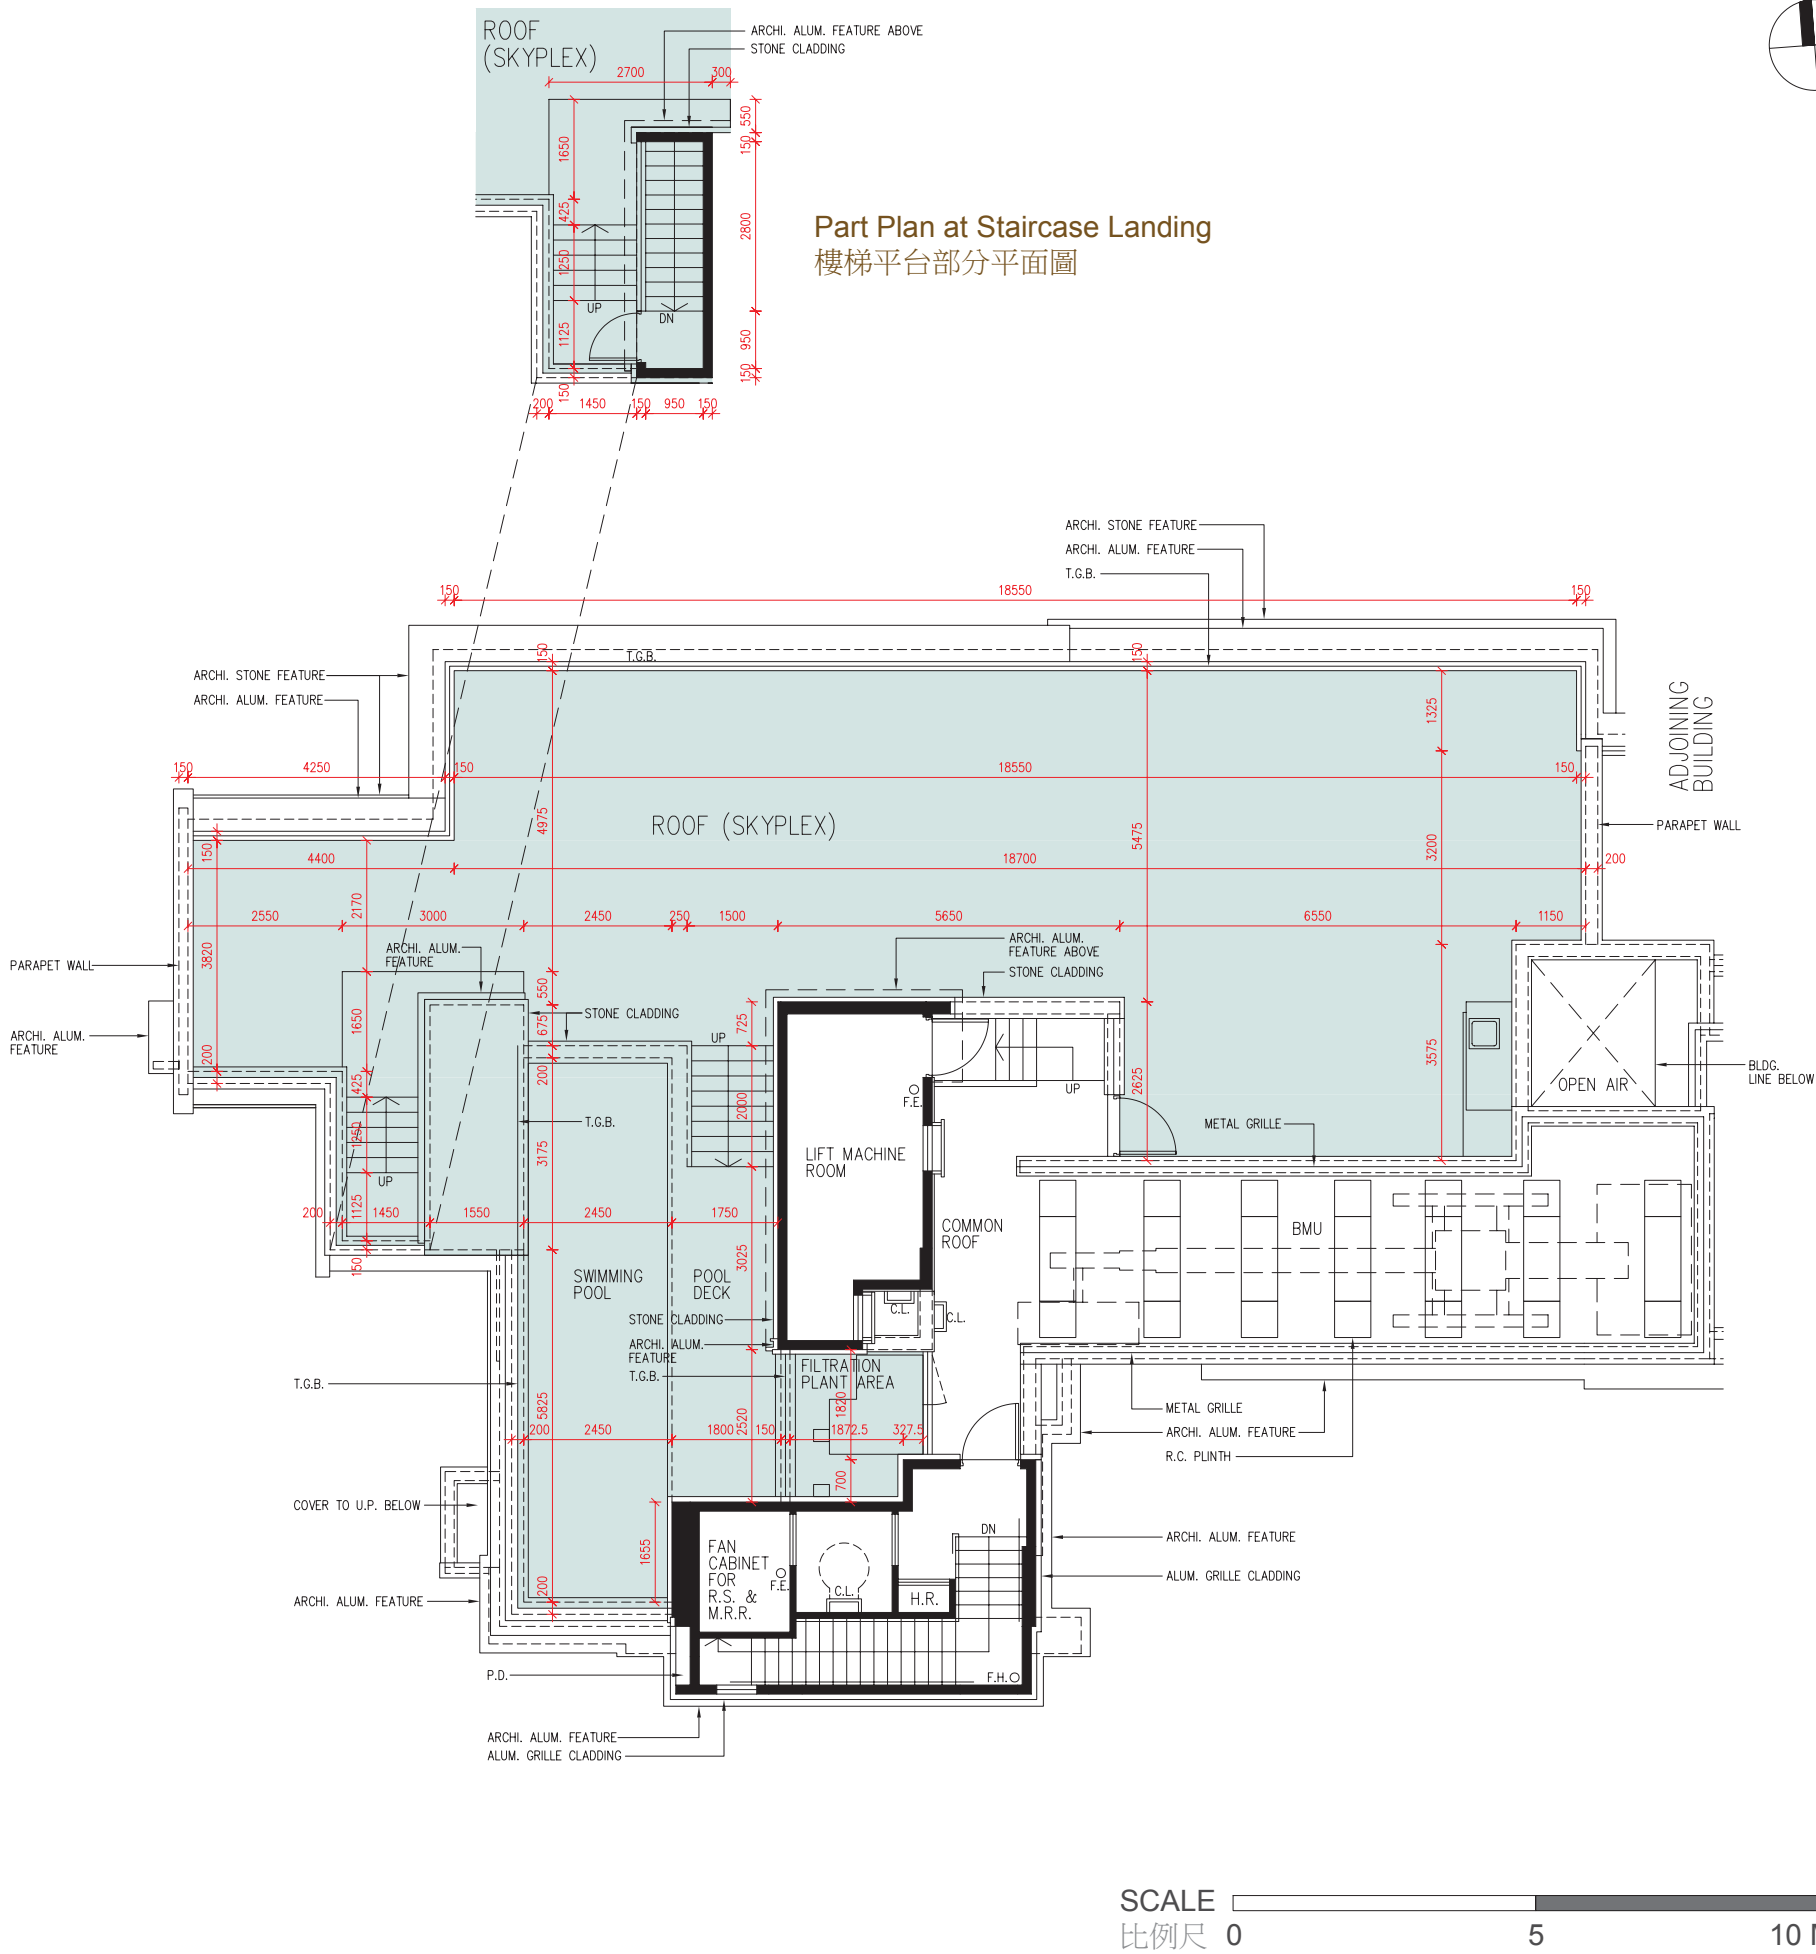 ROOF
(SKYPLEX)
ARCHI. ALUM. FEATURE ABOVE
STONE CLADDING
2700
300
550
150
1650
425
1250
1125
150
2800
950
150
UP
DN
200
1450
150
950
150
Part Plan at Staircase Landing
樓梯平台部分平面圖
ARCHI. STONE FEATURE
ARCHI. ALUM. FEATURE
T.G.B.
150
18550
150
T.G.B.
150
150
ARCHI. STONE FEATURE
ARCHI. ALUM. FEATURE
ADJOINING
BUILDING
1325
150
4250
150
18550
150
4975
5475
3200
ROOF (SKYPLEX)
PARAPET WALL
150
4400
18700
200
2170
2550
3000
2450
250
1500
5650
6550
1150
3820
PARAPET WALL
ARCHI. ALUM.
FEATURE
ARCHI. ALUM.
FEATURE ABOVE
STONE CLADDING
550
1650
675
725
STONE CLADDING
ARCHI. ALUM.
FEATURE
200
425
200
UP
2000
3575
2625
OPEN AIR
BLDG.
LINE BELOW
F.E.
UP
1250
T.G.B.
METAL GRILLE
3175
LIFT MACHINE
ROOM
UP
1125
200
1450
1550
2450
1750
COMMON
ROOF
BMU
150
3025
SWIMMING
POOL
POOL
DECK
STONE CLADDING
C.L.
C.L.
ARCHI. ALUM.
FEATURE
T.G.B.
FILTRATION
PLANT AREA
T.G.B.
5825
2520
1820
METAL GRILLE
200
2450
1800
150
1872.5
327.5
ARCHI. ALUM. FEATURE
R.C. PLINTH
700
COVER TO U.P. BELOW
1655
DN
ARCHI. ALUM. FEATURE
FAN
CABINET
FOR
R.S. &
M.R.R.
F.E.
C.L.
H.R.
ALUM. GRILLE CLADDING
200
ARCHI. ALUM. FEATURE
P.D.
F.H.
ARCHI. ALUM. FEATURE
ALUM. GRILLE CLADDING
SCALE
比例尺
0
5
10